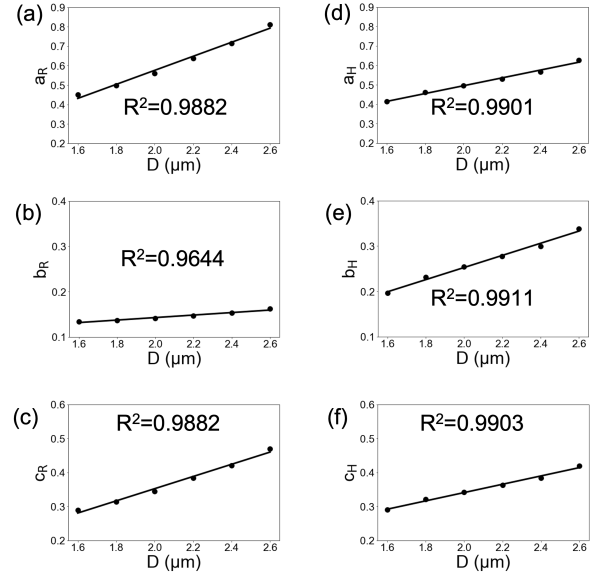 (a)
0.9
0.8
0.7
0.6
0.5
0.4
0.3
0.2
a_R
R²=0.9882
1.6 1.8 2.0 2.2 2.4 2.6
D (μm)
(d)
0.9
0.8
0.7
0.6
0.5
0.4
0.3
0.2
a_H
R²=0.9901
1.6 1.8 2.0 2.2 2.4 2.6
D (μm)
(b)
0.4
0.3
0.2
0.1
b_R
R²=0.9644
1.6 1.8 2.0 2.2 2.4 2.6
D (μm)
(e)
0.4
0.3
0.2
0.1
b_H
R²=0.9911
1.6 1.8 2.0 2.2 2.4 2.6
D (μm)
(c)
0.6
0.5
0.4
0.3
0.2
c_R
R²=0.9882
1.6 1.8 2.0 2.2 2.4 2.6
D (μm)
(f)
0.6
0.5
0.4
0.3
0.2
c_H
R²=0.9903
1.6 1.8 2.0 2.2 2.4 2.6
D (μm)